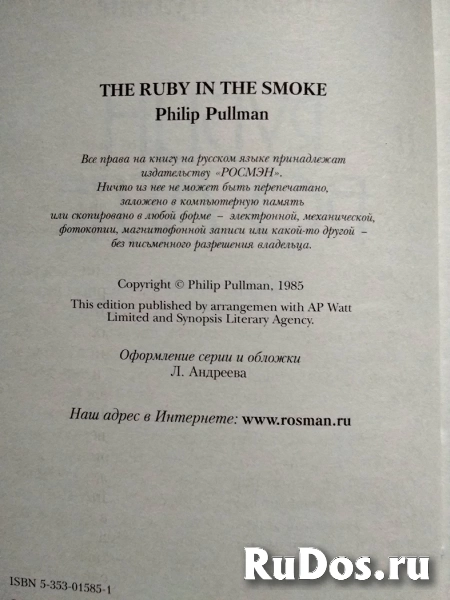 THE RUBY IN THE SMOKE
Philip Pullman
Все права на книгу на русском языке принадлежат
издательству «РОСМЭН».
Ничто из нее не может быть перепечатано,
заложено в компьютерную память
или скопировано в любой форме – электронной, механической,
фотокопии, магнитофонной записи или какой-то другой –
без письменного разрешения владельца.
Copyright © Philip Pullman, 1985
This edition published by arrangemen with AP Watt
Limited and Synopsis Literary Agency.
Оформление серии и обложки
Л. Андреева
Наш адрес в Интернете: www.rosman.ru
ISBN 5-353-01585-1
RuDos.ru